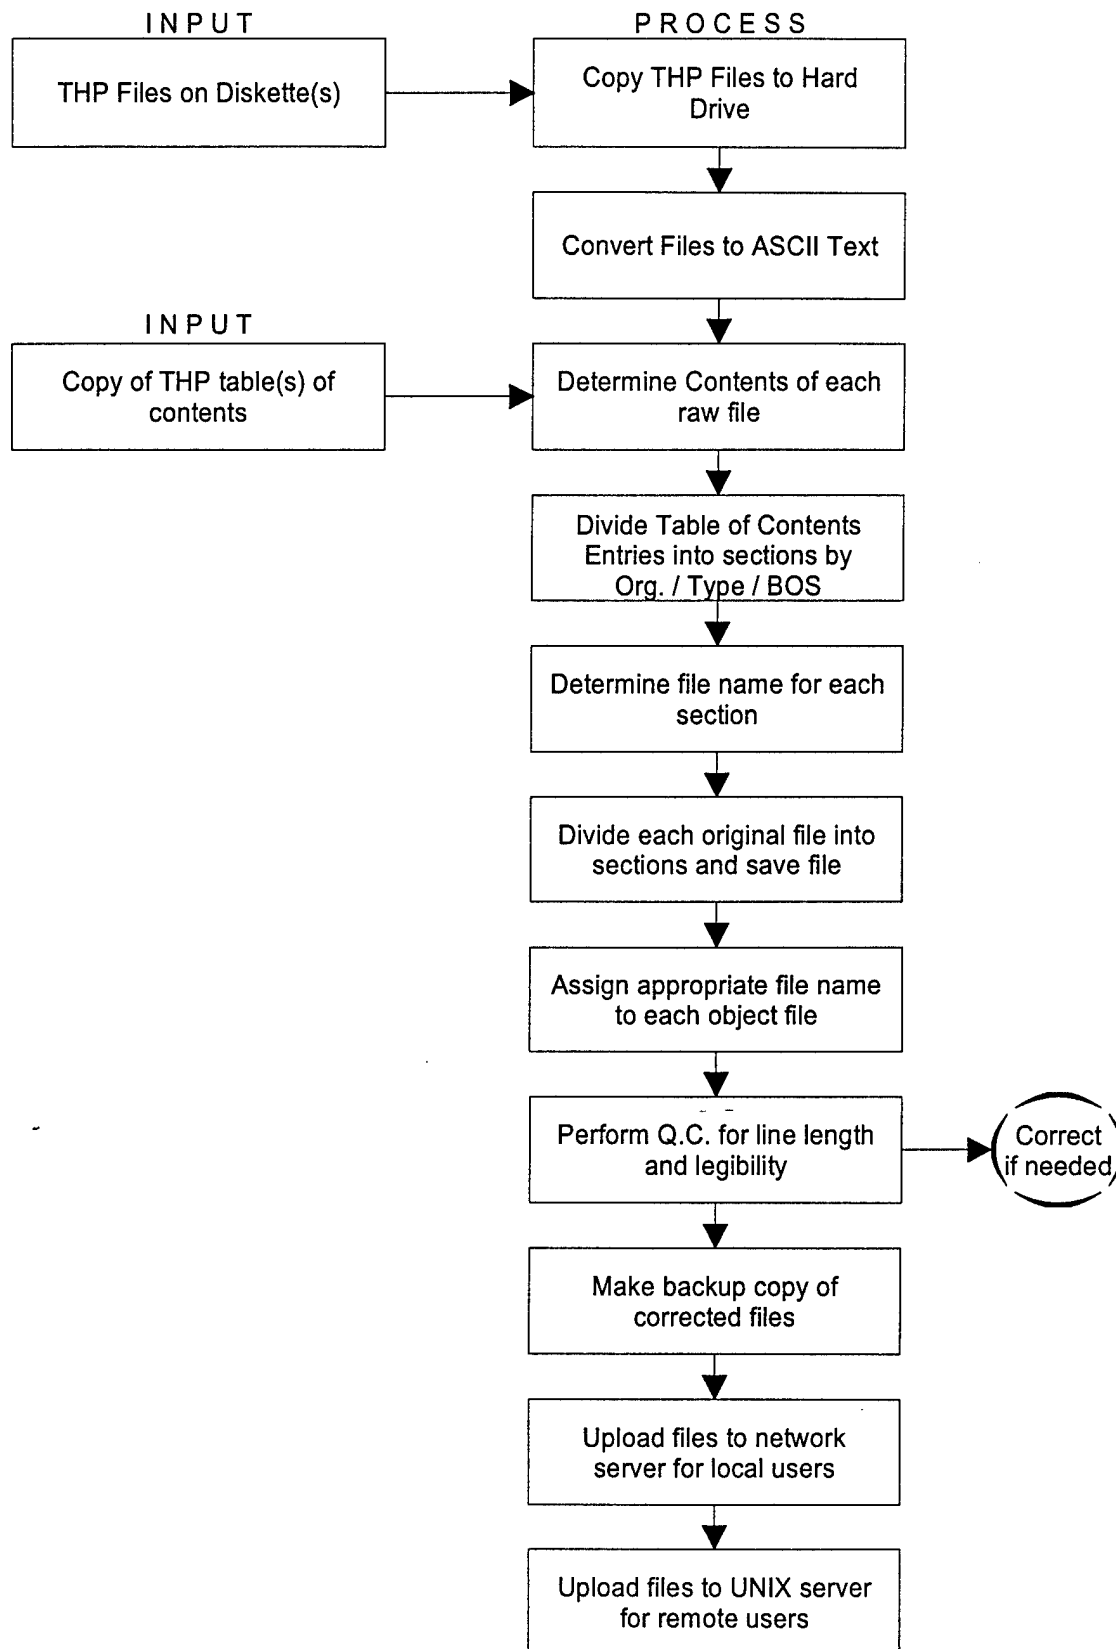 INPUT
PROCESS
THP Files on Diskette(s)
Copy THP Files to Hard
Drive
Convert Files to ASCII Text
INPUT
Copy of THP table(s) of
contents
Determine Contents of each
raw file
Divide Table of Contents
Entries into sections by
Org. / Type / BOS
Determine file name for each
section
Divide each original file into
sections and save file
Assign appropriate file name
to each object file
Perform Q.C. for line length
and legibility
Correct
if needed
Make backup copy of
corrected files
Upload files to network
server for local users
Upload files to UNIX server
for remote users